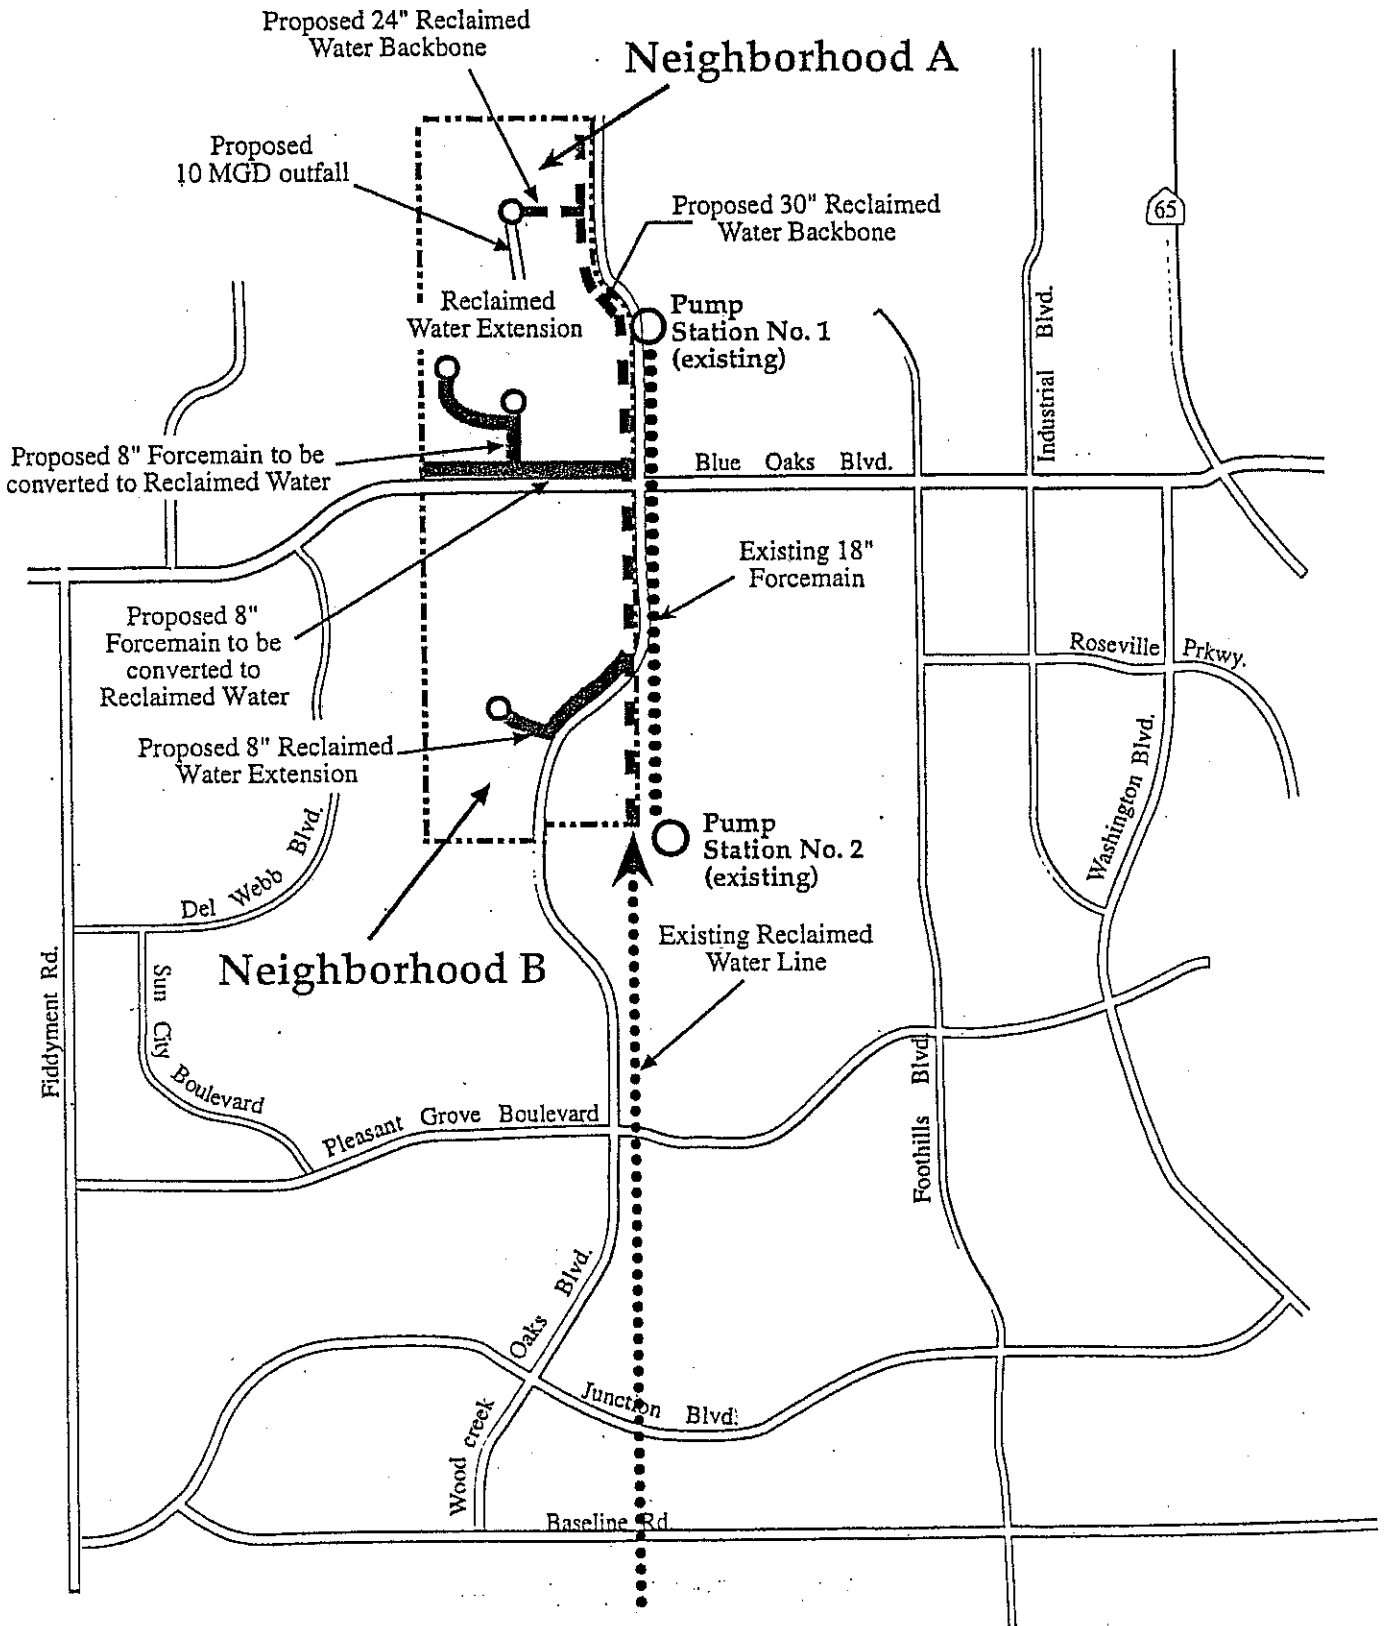 Proposed 24" Reclaimed
Water Backbone
Neighborhood A
Proposed
10 MGD outfall
Proposed 30" Reclaimed
Water Backbone
65
Reclaimed
Water Extension
Pump
Station No. 1
(existing)
Industrial Blvd.
Proposed 8" Forcemain to be
converted to Reclaimed Water
Blue Oaks Blvd.
Existing 18"
Forcemain
Proposed 8"
Forcemain to be
converted to
Reclaimed Water
Roseville Prkwy.
Proposed 8" Reclaimed
Water Extension
Washington Blvd.
Pump
Station No. 2
(existing)
Del Webb Blvd.
Existing Reclaimed
Water Line
Neighborhood B
Fiddyment Rd.
Sun City Boulevard
Pleasant Grove Boulevard
Foothills Blvd.
Wood creek Oaks Blvd.
Junction Blvd.
Baseline Rd.